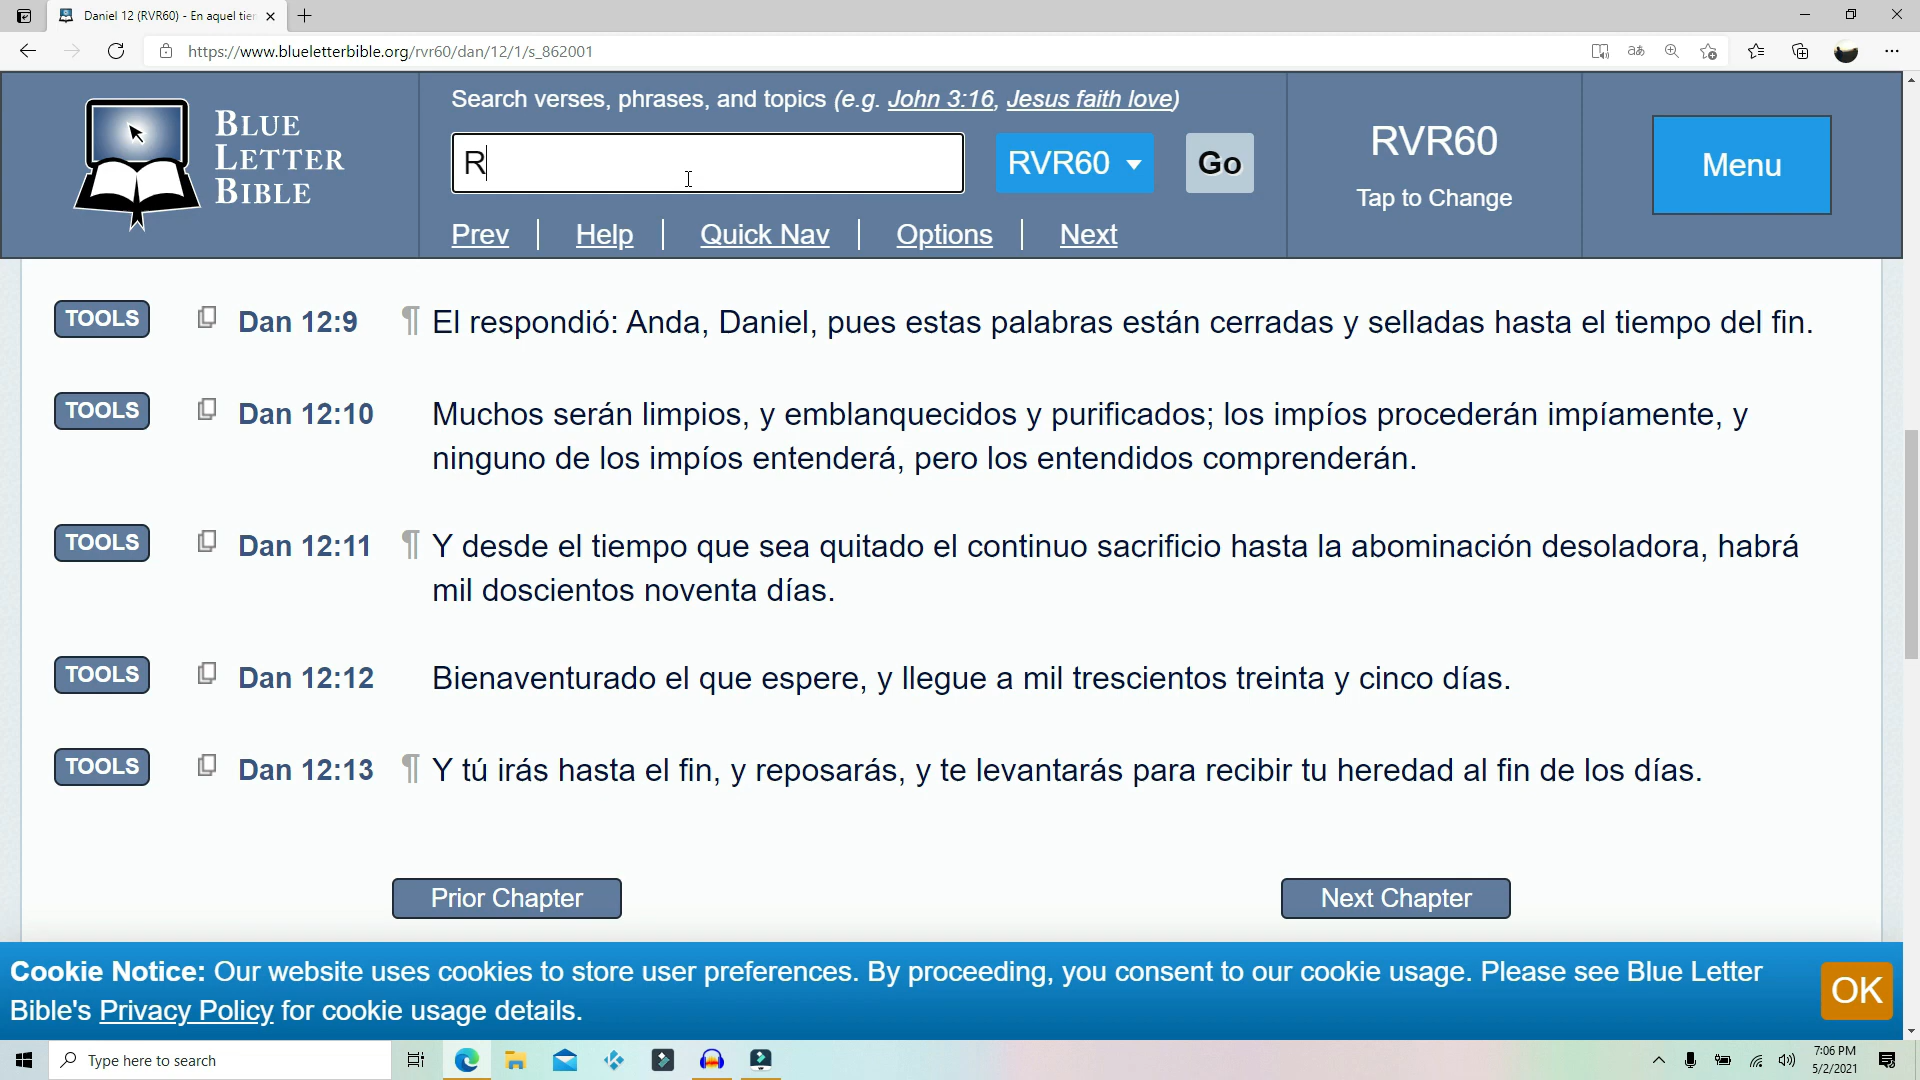 Daniel 12 (RVR60) - En aquel tier
https://www.blueletterbible.org/rvr60/dan/12/1/s_862001
BLUE
LETTER
BIBLE
Search verses, phrases, and topics (e.g. John 3:16, Jesus faith love)
R
RVR60
Go
Prev
Help
Quick Nav
Options
Next
RVR60
Tap to Change
Menu
TOOLS Dan 12:9 ¶ El respondió: Anda, Daniel, pues estas palabras están cerradas y selladas hasta el tiempo del fin.
TOOLS Dan 12:10 Muchos serán limpios, y emblanquecidos y purificados; los impíos procederán impíamente, y
ninguno de los impíos entenderá, pero los entendidos comprenderán.
TOOLS Dan 12:11 ¶ Y desde el tiempo que sea quitado el continuo sacrificio hasta la abominación desoladora, habrá
mil doscientos noventa días.
TOOLS Dan 12:12 Bienaventurado el que espere, y llegue a mil trescientos treinta y cinco días.
TOOLS Dan 12:13 ¶ Y tú irás hasta el fin, y reposarás, y te levantarás para recibir tu heredad al fin de los días.
Prior Chapter
Next Chapter
Cookie Notice: Our website uses cookies to store user preferences. By proceeding, you consent to our cookie usage. Please see Blue Letter
Bible's Privacy Policy for cookie usage details.
OK
Type here to search
7:06 PM
5/2/2021